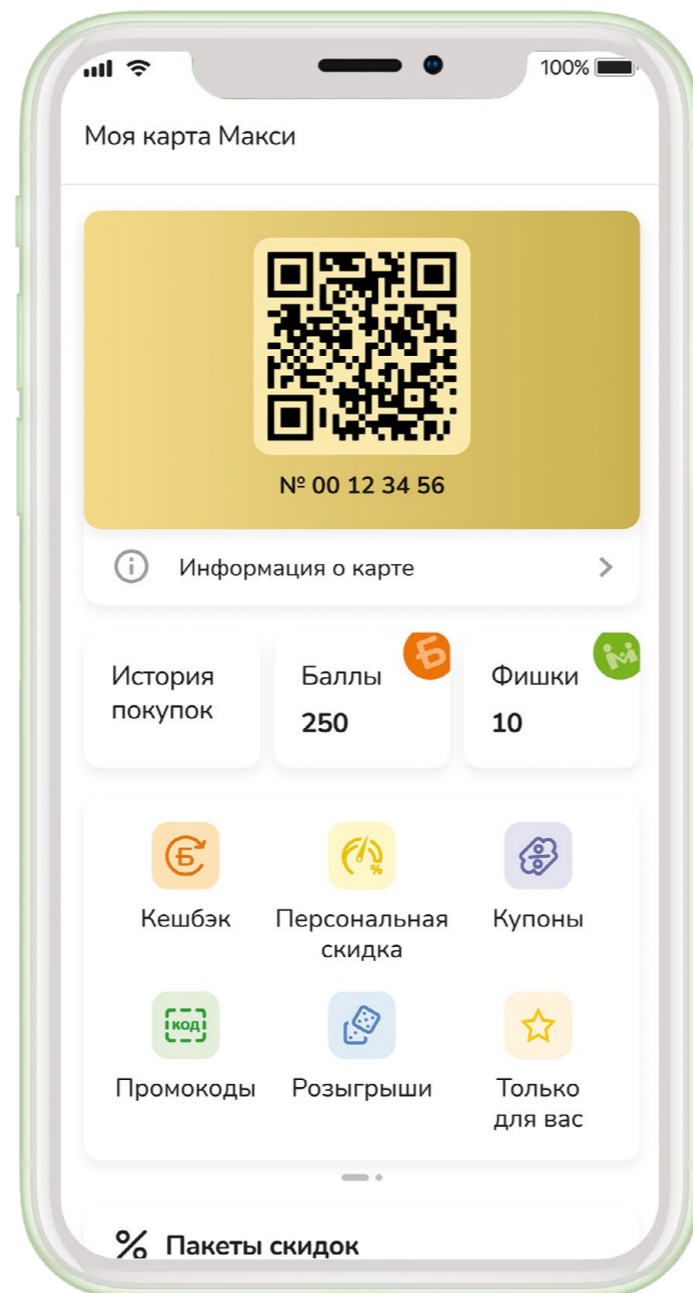 100%
Моя карта Макси
№ 00 12 34 56
Информация о карте
История
покупок
Баллы
250
Б
Фишки
10
Б
Кешбэк
%
Персональная
скидка
Купоны
КОД
Промокоды
Розыгрыши
Только
для вас
% Пакеты скидок